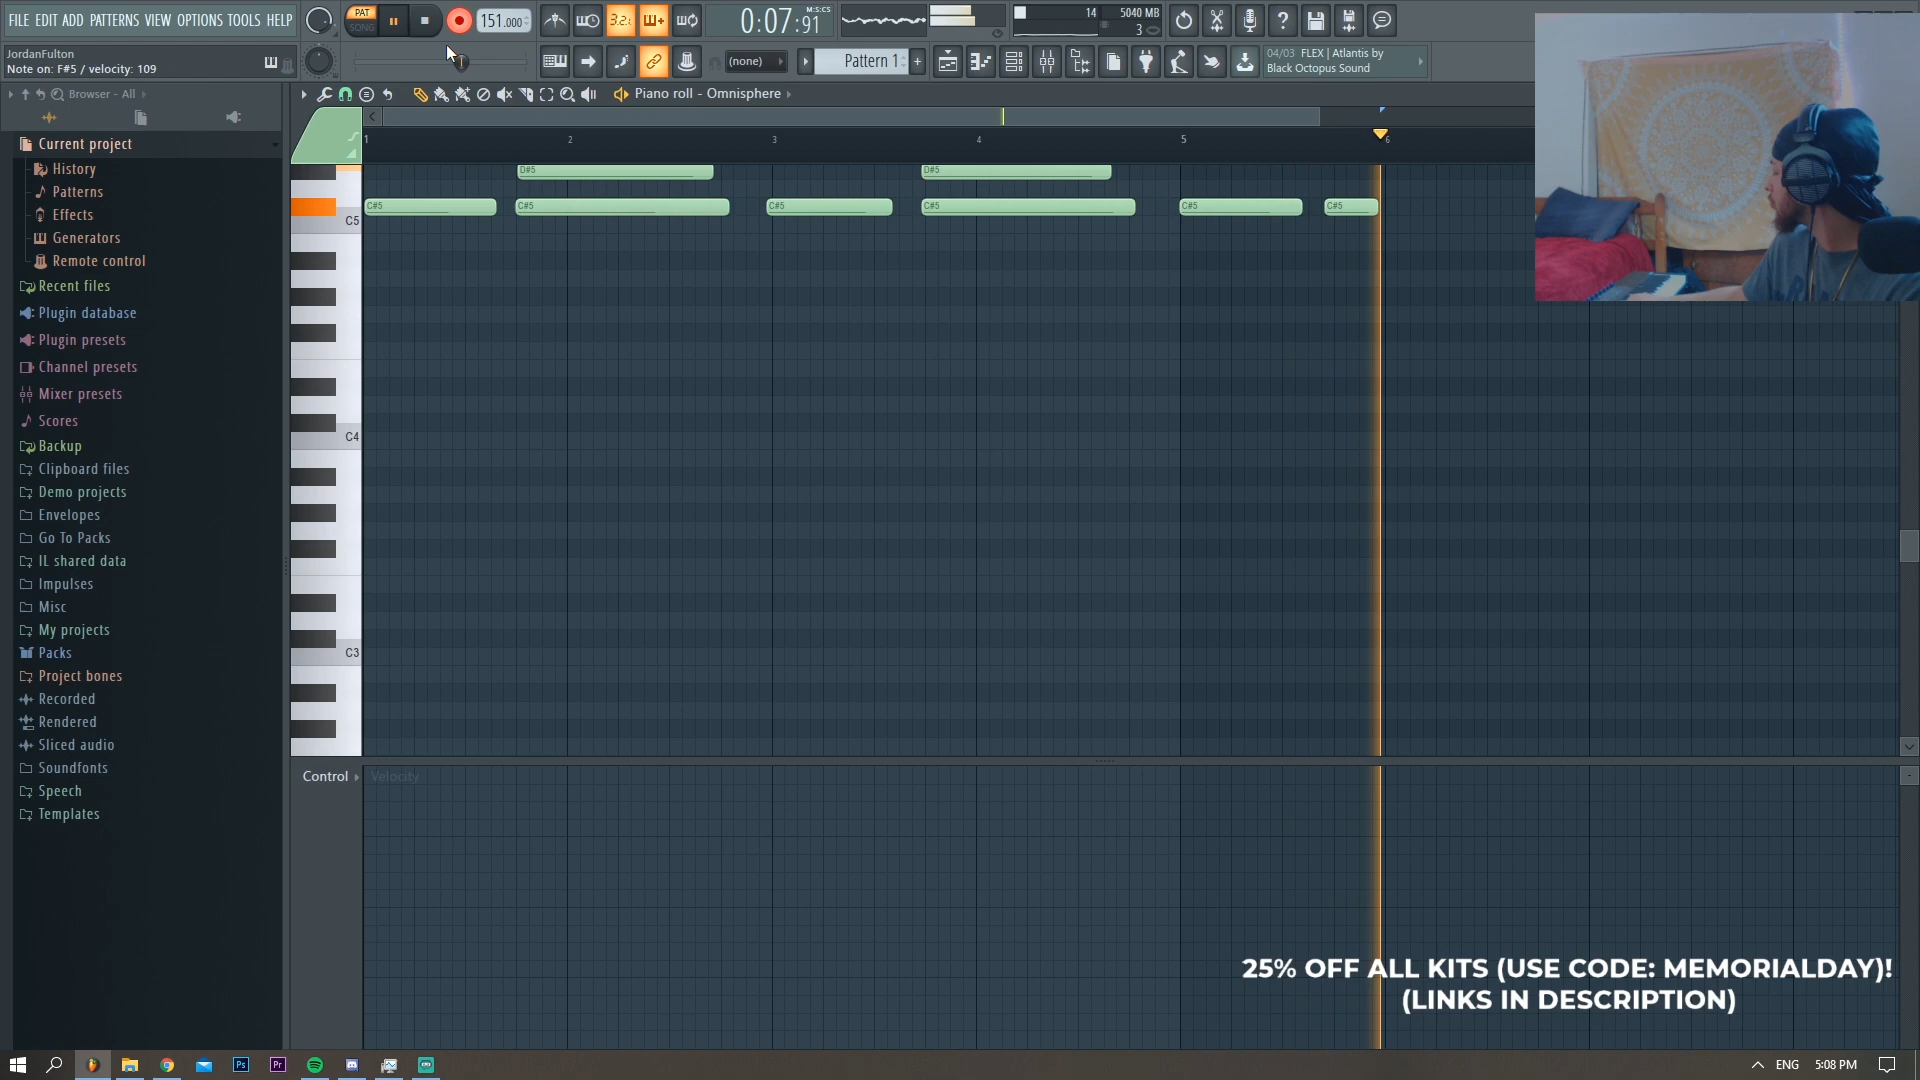 FILE EDIT ADD PATTERNS VIEW OPTIONS TOOLS HELP
PAT
SONG
151.000
3.2.
0:07:91
M:S:CS
14
5040 MB
3
JordanFulton
Note on: F#5 / velocity: 109
(none)
Pattern 1
+
04/03 FLEX | Atlantis by
Black Octopus Sound
Browser - All
Piano roll - Omnisphere
1 2 3 4 5 6
Current project
History
Patterns
Effects
Generators
Remote control
Recent files
Plugin database
Plugin presets
Channel presets
Mixer presets
Scores
Backup
Clipboard files
Demo projects
Envelopes
Go To Packs
IL shared data
Impulses
Misc
My projects
Packs
Project bones
Recorded
Rendered
Sliced audio
Soundfonts
Speech
Templates
D#5 D#5
C#5 C#5 C#5 C#5 C#5 C#5
C5
C4
C3
Control
Velocity
25% OFF ALL KITS (USE CODE: MEMORIALDAY)!
(LINKS IN DESCRIPTION)
Ps
Pr
ENG
5:08 PM